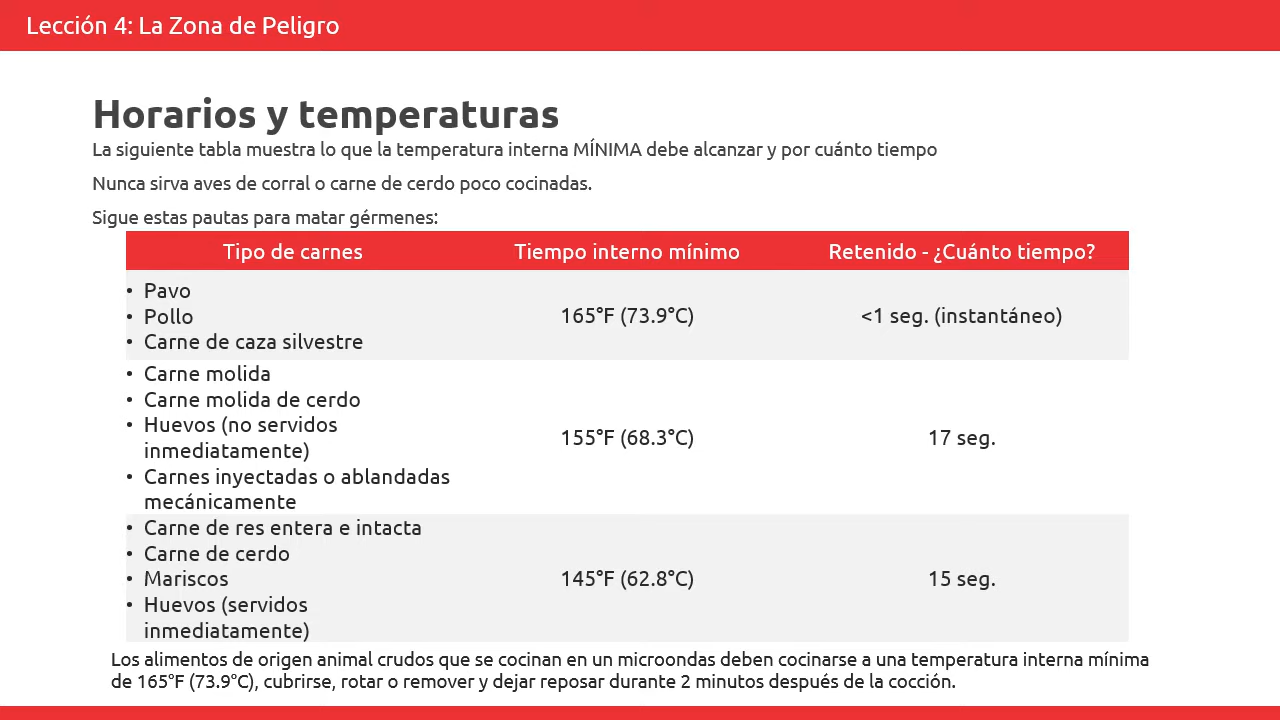 Lección 4: La Zona de Peligro
Horarios y temperaturas
La siguiente tabla muestra lo que la temperatura interna MÍNIMA debe alcanzar y por cuánto tiempo
Nunca sirva aves de corral o carne de cerdo poco cocinadas.
Sigue estas pautas para matar gérmenes:
Tipo de carnes Tiempo interno mínimo Retenido - ¿Cuánto tiempo?
• Pavo
• Pollo 165°F (73.9°C) <1 seg. (instantáneo)
• Carne de caza silvestre
• Carne molida
• Carne molida de cerdo
• Huevos (no servidos
inmediatamente) 155°F (68.3°C) 17 seg.
• Carnes inyectadas o ablandadas
mecánicamente
• Carne de res entera e intacta
• Carne de cerdo
• Mariscos 145°F (62.8°C) 15 seg.
• Huevos (servidos
inmediatamente)
Los alimentos de origen animal crudos que se cocinan en un microondas deben cocinarse a una temperatura interna mínima
de 165°F (73.9°C), cubrirse, rotar o remover y dejar reposar durante 2 minutos después de la cocción.